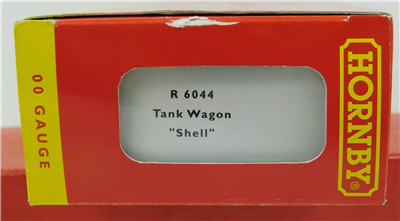 00 GAUGE
R 6044
Tank Wagon
"Shell"
HORNBY®